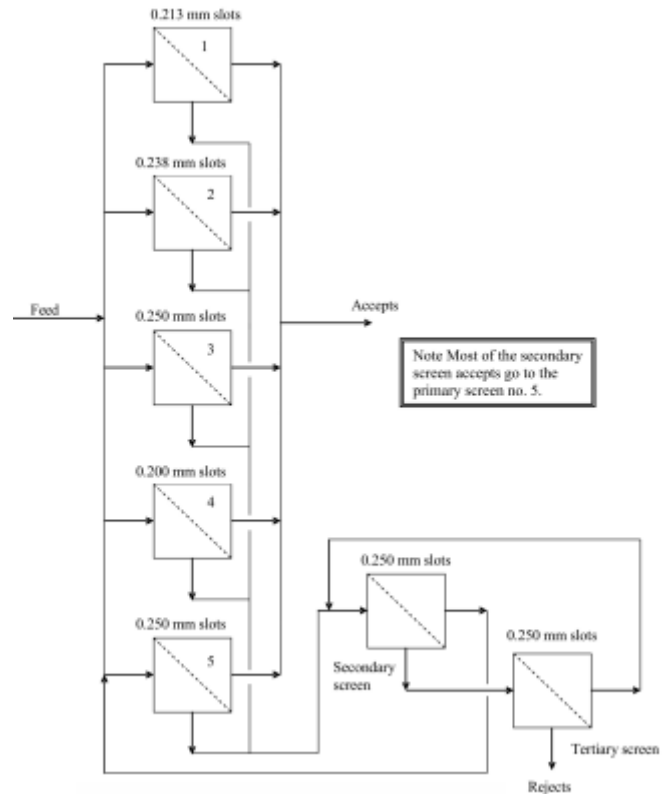 0.213 mm slots
1
0.238 mm slots
2
Feed
Accepts
0.250 mm slots
3
Note Most of the secondary
screen accepts go to the
primary screen no. 5.
0.200 mm slots
4
0.250 mm slots
0.250 mm slots
5
0.250 mm slots
Secondary
screen
Tertiary screen
Rejects